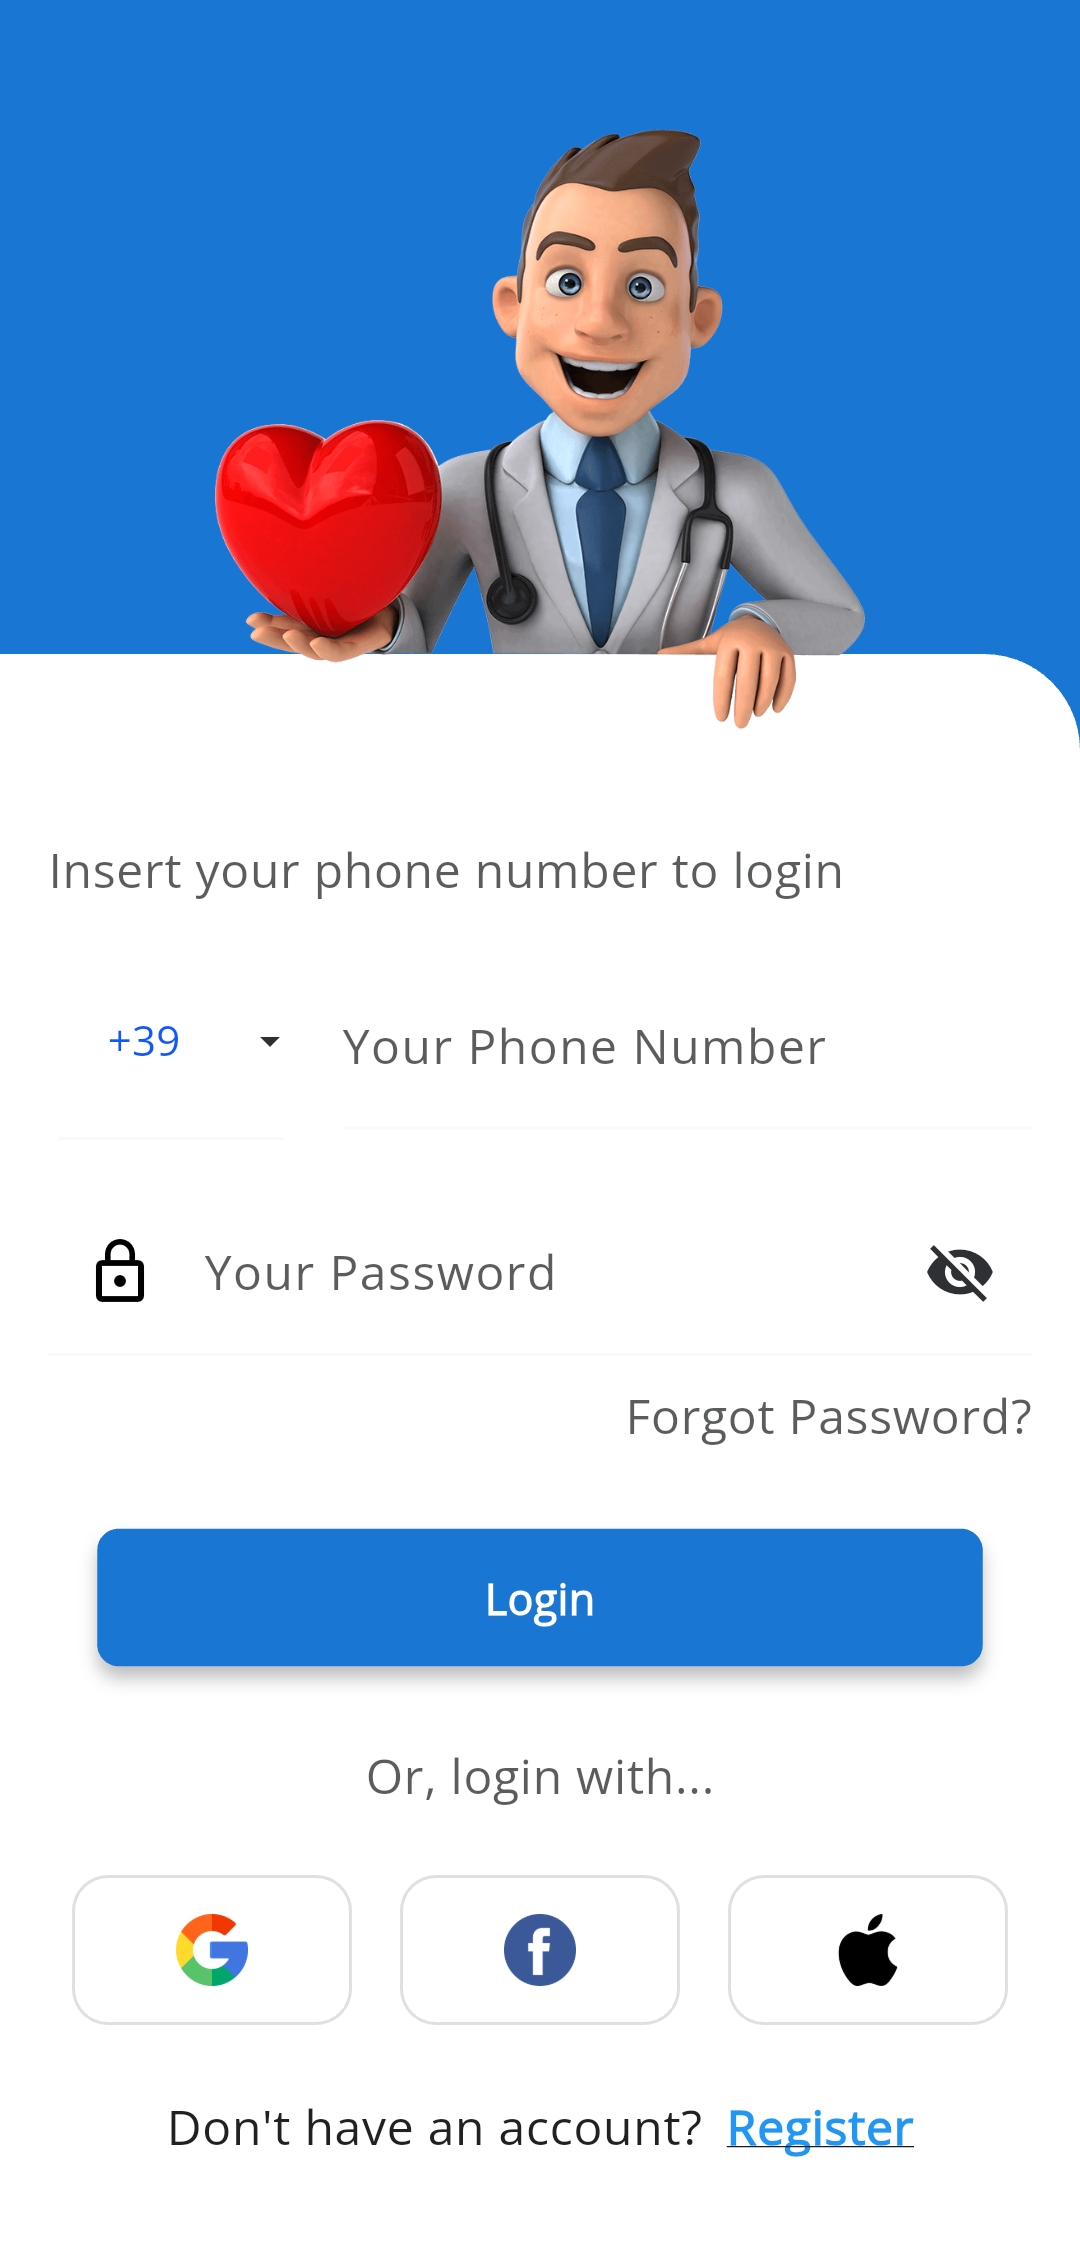 Insert your phone number to login
+39 Your Phone Number
Your Password
Forgot Password?
Login
Or, login with...
Don't have an account? Register